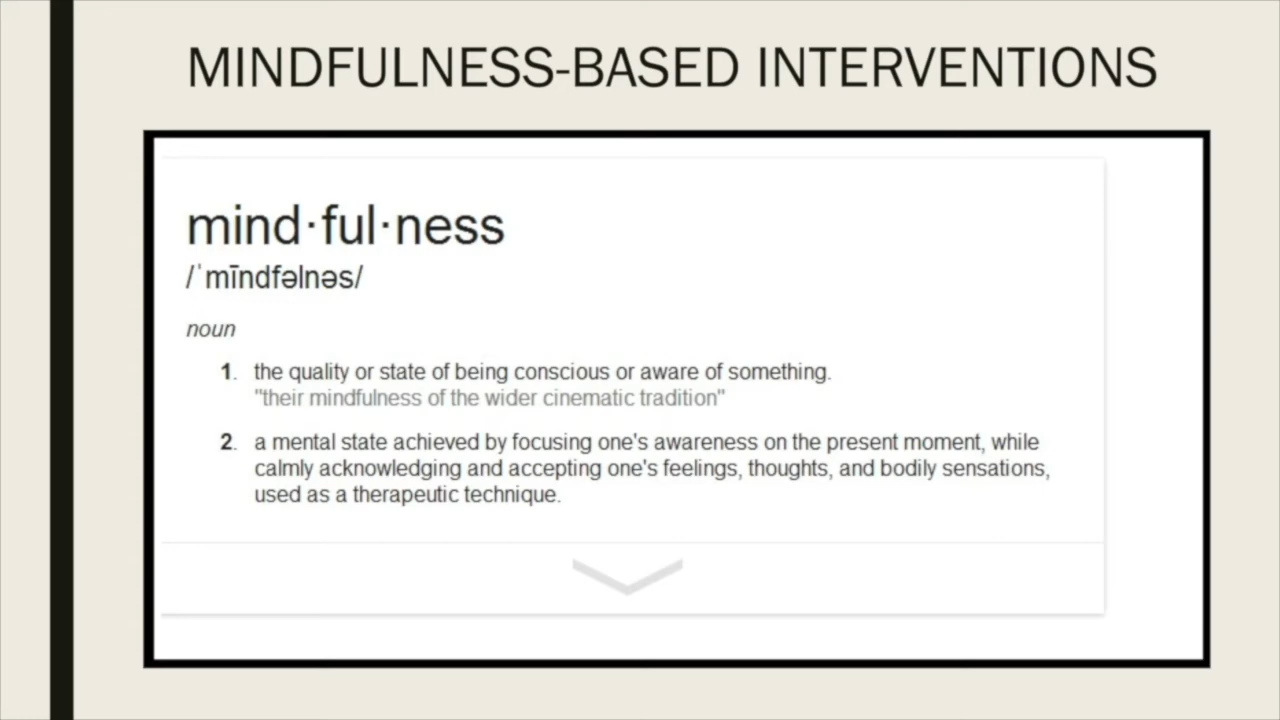 MINDFULNESS-BASED INTERVENTIONS
mind·ful·ness
/ˈmīndfəlnəs/
noun
1. the quality or state of being conscious or aware of something.
"their mindfulness of the wider cinematic tradition"
2. a mental state achieved by focusing one's awareness on the present moment, while
calmly acknowledging and accepting one's feelings, thoughts, and bodily sensations,
used as a therapeutic technique.